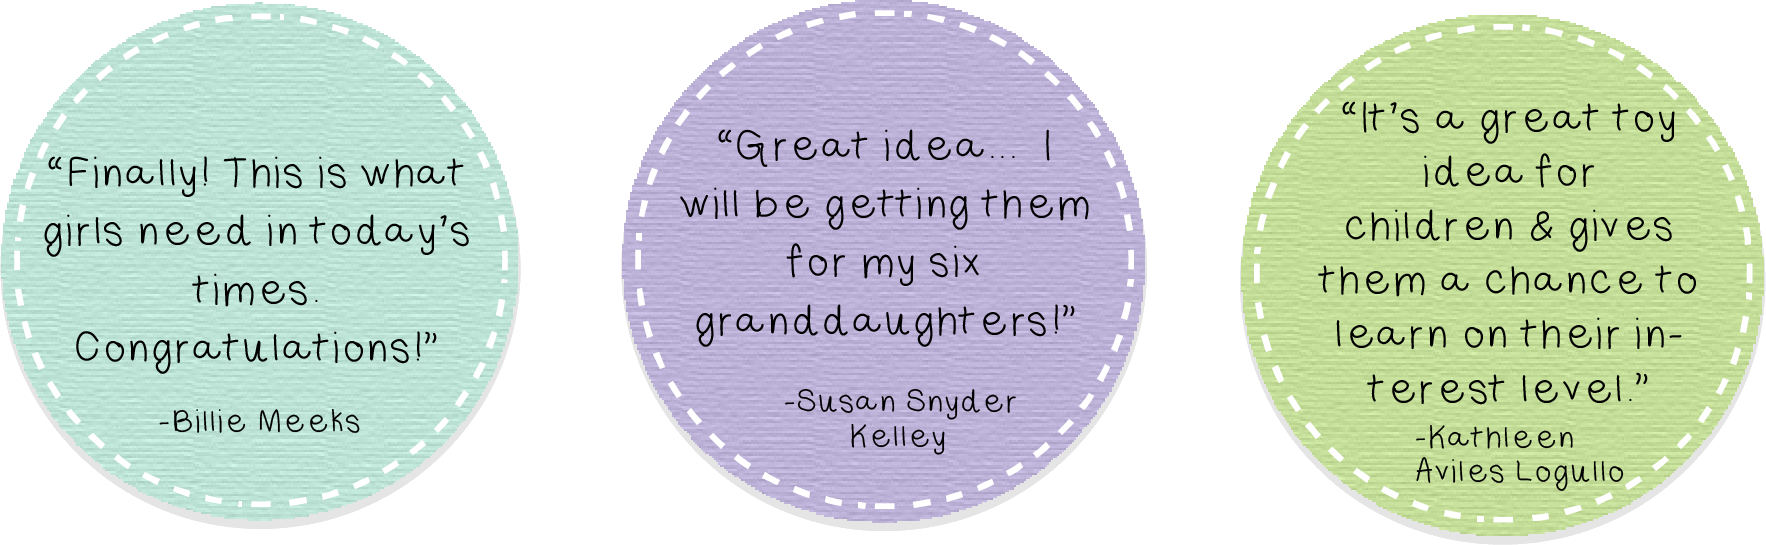 “Finally! This is what
girls need in today’s
times.
Congratulations!”
-Billie Meeks
“Great idea... I
will be getting them
for my six
granddaughters!”
-Susan Snyder
Kelley
“It’s a great toy
idea for
children & gives
them a chance to
learn on their in-
terest level.”
-Kathleen
Aviles Logullo